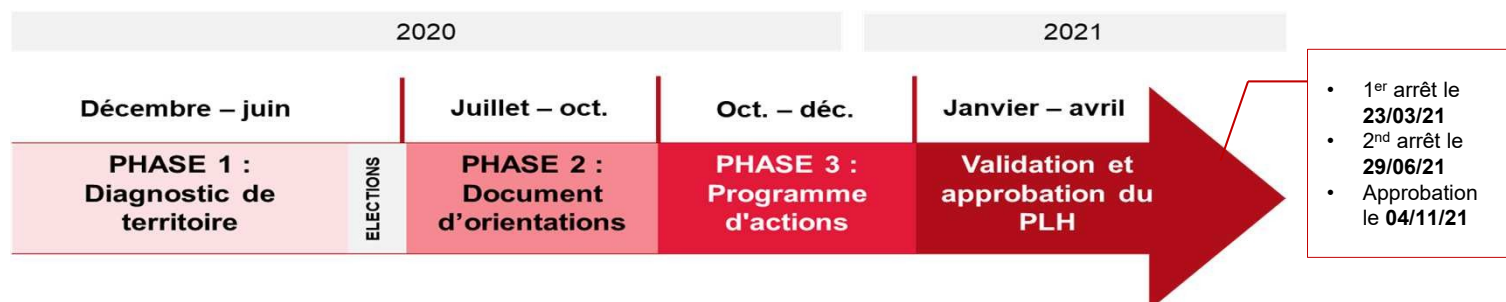 2020
2021
Décembre – juin
Juillet – oct.
Oct. – déc.
Janvier – avril
PHASE 1 :
Diagnostic de
territoire
ELECTIONS
PHASE 2 :
Document
d’orientations
PHASE 3 :
Programme
d'actions
Validation et
approbation du
PLH
• 1er arrêt le
23/03/21
• 2nd arrêt le
29/06/21
• Approbation
le 04/11/21